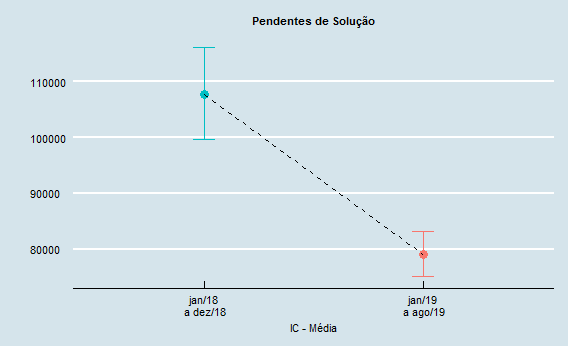 Pendentes de Solução
110000
100000
90000
80000
jan/18
a dez/18
jan/19
a ago/19
IC - Média